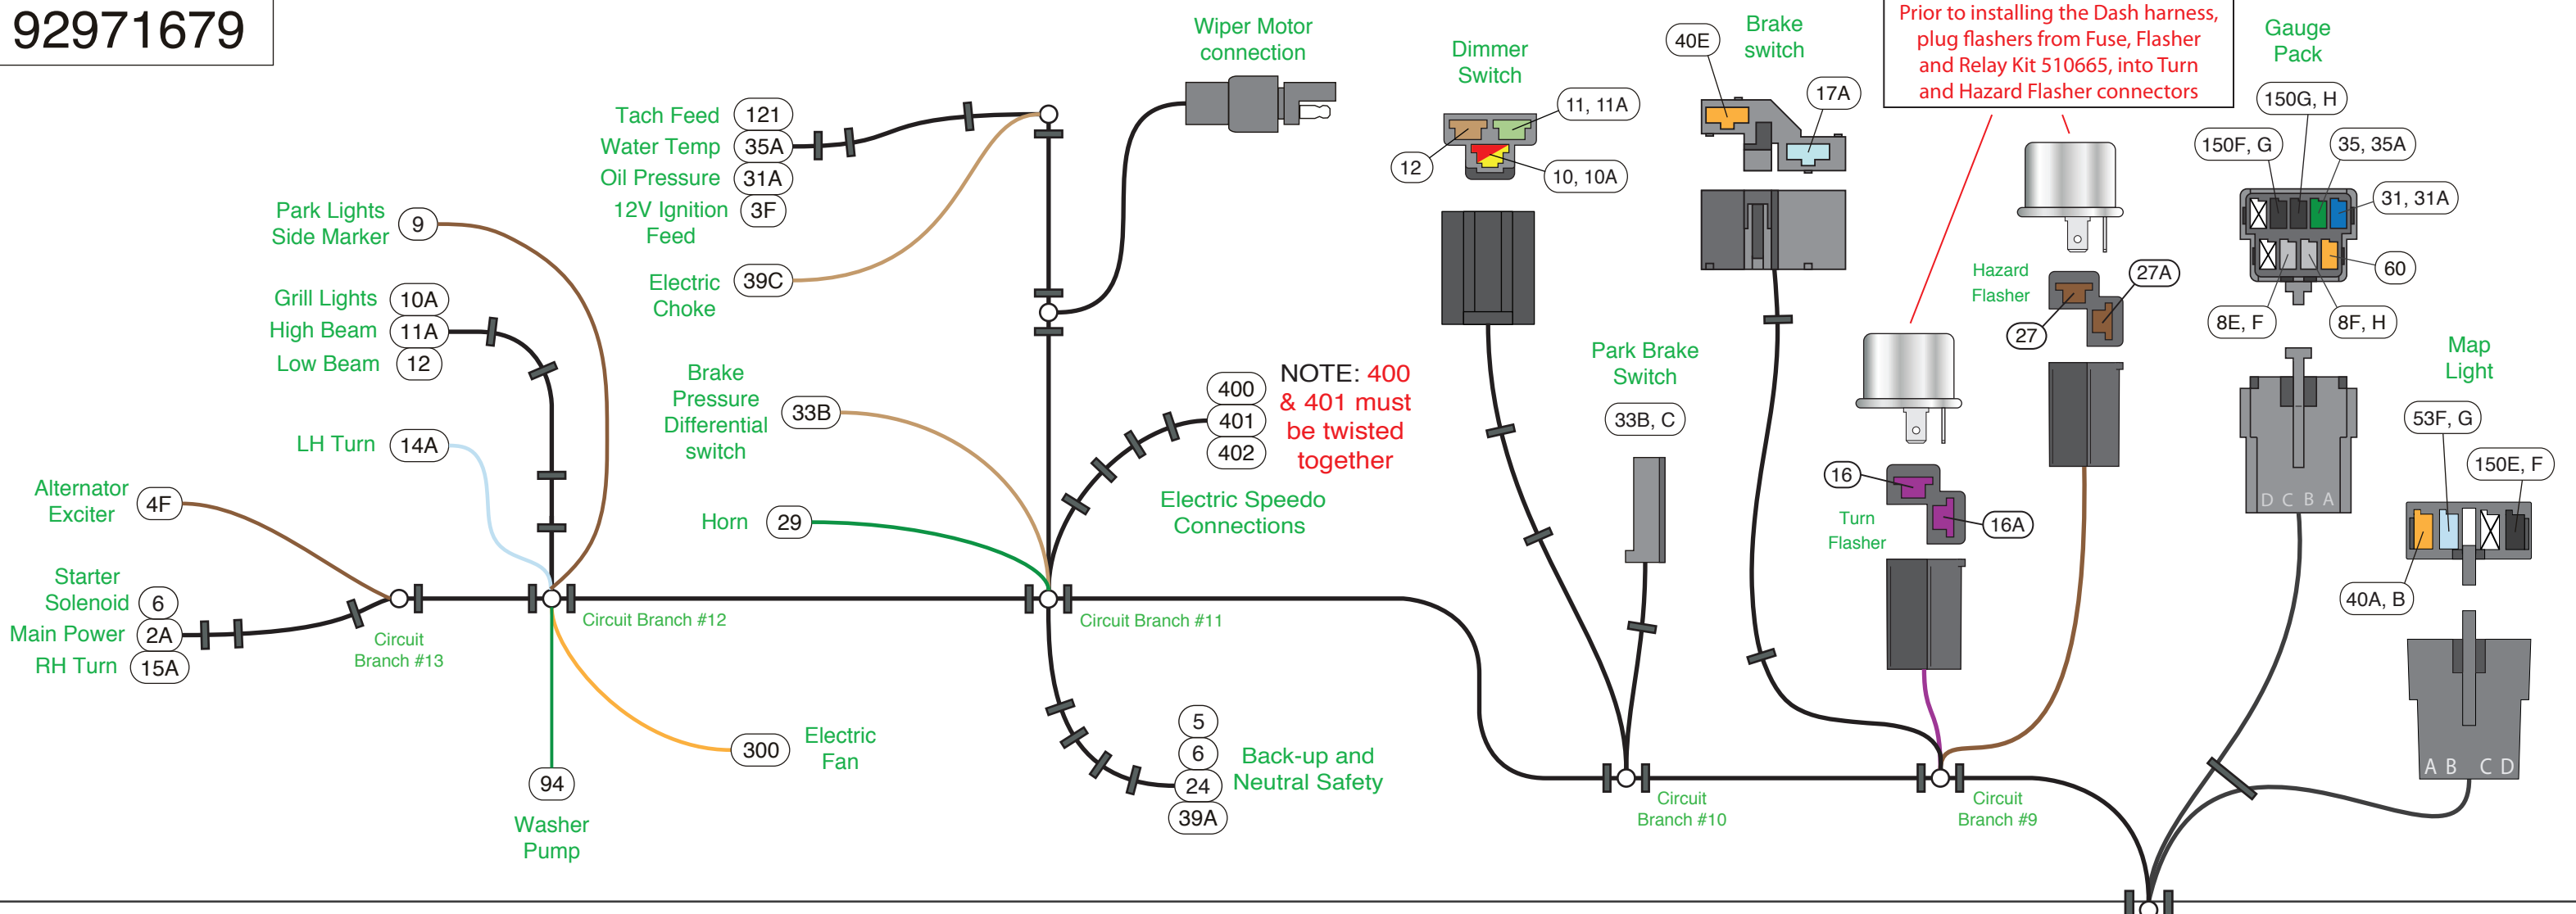 92971679
Wiper Motor
connection
Tach Feed 121
Water Temp 35A
Oil Pressure 31A
12V Ignition
Feed
3F
Electric
Choke
39C
Park Lights
Side Marker
9
Grill Lights 10A
High Beam 11A
Low Beam 12
LH Turn 14A
Alternator
Exciter
4F
Starter
Solenoid
6
Main Power 2A
RH Turn 15A
Circuit
Branch #13
Circuit Branch #12
94
Washer
Pump
300
Electric
Fan
Brake
Pressure
Differential
switch
33B
Horn 29
400
401
402
NOTE: 400
& 401 must
be twisted
together
Electric Speedo
Connections
Circuit Branch #11
5
6
24
39A
Back-up and
Neutral Safety
Dimmer
Switch
11, 11A
12
10, 10A
Park Brake
Switch
33B, C
Circuit
Branch #10
Brake
switch
40E
17A
Prior to installing the Dash harness,
plug flashers from Fuse, Flasher
and Relay Kit 510665, into Turn
and Hazard Flasher connectors
16
16A
Turn
Flasher
Hazard
Flasher
27A
27
Circuit
Branch #9
Gauge
Pack
150G, H
150F, G
35, 35A
31, 31A
60
8E, F
8F, H
D C B A
Map
Light
53F, G
150E, F
40A, B
A B C D